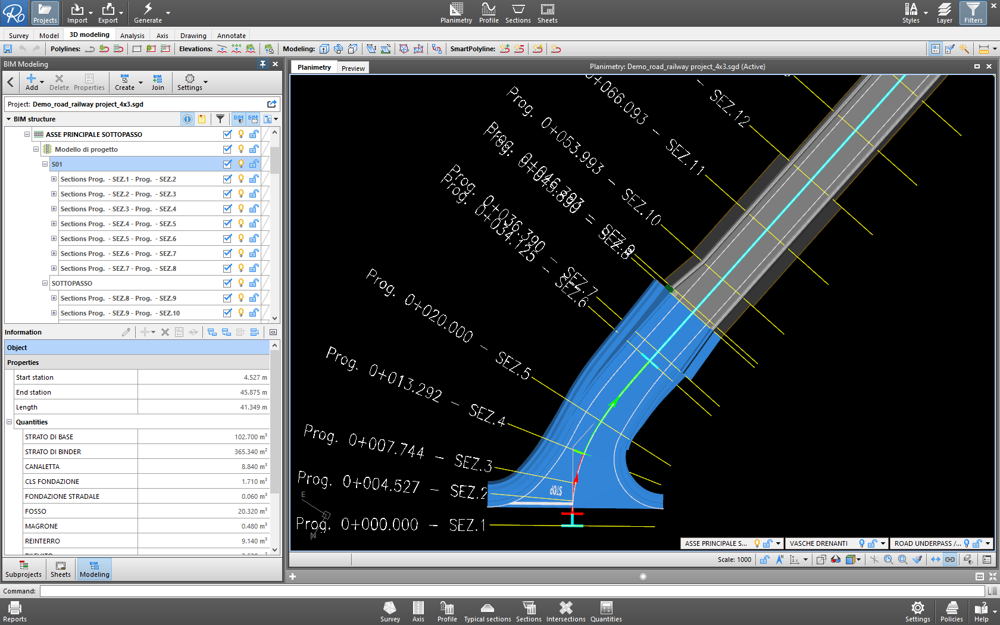 Ro
Projects
Import
Export
Generate
Planimetry
Profile
Sections
Sheets
Styles
Layer
Filters
Survey
Model
3D modeling
Analysis
Axis
Drawing
Annotate
Polylines:
Elevations:
Modeling:
SmartPolyline:
BIM Modeling
Add
Delete
Properties
BIM
Create
BIM
Join
Settings
Project: Demo_road_railway project_4x3.sgd
BIM structure
BIM
BIM
ASSE PRINCIPALE SOTTOPASSO
Modello di progetto
S01
Sections Prog. - SEZ.1 - Prog. - SEZ.2
Sections Prog. - SEZ.2 - Prog. - SEZ.3
Sections Prog. - SEZ.3 - Prog. - SEZ.4
Sections Prog. - SEZ.4 - Prog. - SEZ.5
Sections Prog. - SEZ.5 - Prog. - SEZ.6
Sections Prog. - SEZ.6 - Prog. - SEZ.7
Sections Prog. - SEZ.7 - Prog. - SEZ.8
SOTTOPASSO
Sections Prog. - SEZ.8 - Prog. - SEZ.9
Sections Prog. - SEZ.9 - Prog. - SEZ.10
Information
Object
Properties
Start station 4.527 m
End station 45.875 m
Length 41.349 m
Quantities
STRATO DI BASE 102.700 m³
STRATO DI BINDER 365.340 m²
CANALETTA 8.840 m³
CLS FONDAZIONE 1.710 m³
FONDAZIONE STRADALE 0.060 m³
FOSSO 20.320 m³
MAGRONE 0.480 m³
REINTERRO 9.140 m³
Subprojects
Sheets
BIM
Modeling
Planimetry
Preview
Planimetry: Demo_road_railway project_4x3.sgd (Active)
- SEZ.12
0+066.093 - SEZ.11
Prog. 0+053.993 - SEZ.10
Prog. 0+046.793 - SEZ.9
Prog. 0+045.890 - SEZ.8
Prog. 0+036.390 - SEZ.7
Prog. 0+034.125 - SEZ.6
Prog. 0+020.000 - SEZ.5
Prog. 0+013.292 - SEZ.4
Prog. 0+007.744 - SEZ.3
Prog. 0+004.527 - SEZ.2
Prog. 0+000.000 - SEZ.1
STOP
E
N
ASSE PRINCIPALE S...
VASCHE DRENANTI
ROAD UNDERPASS /...
Scale: 1000
Command:
Reports
Survey
Axis
Profile
Typical sections
Sections
Intersections
Quantities
Settings
Policies
Help